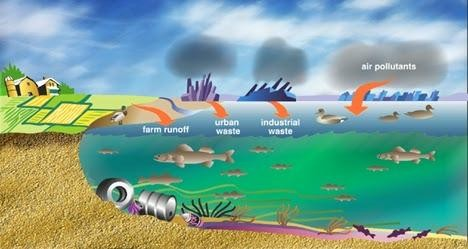 air pollutants
farm runoff
urban
waste
industrial
waste